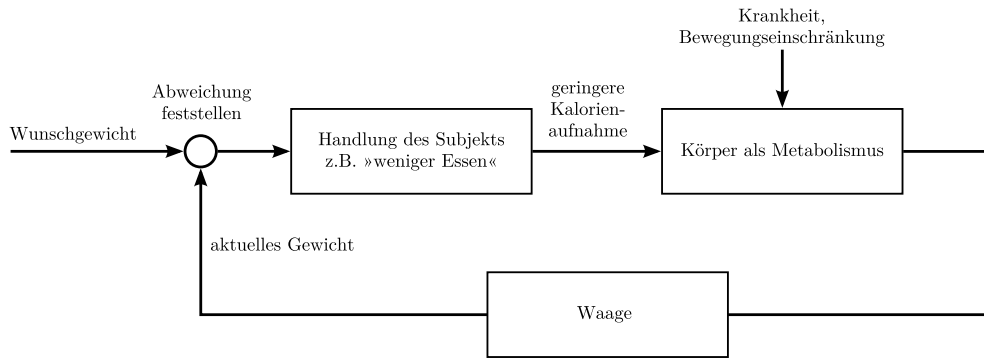 Krankheit,
Bewegungseinschränkung
Abweichung
feststellen
geringere
Kalorien-
aufnahme
Wunschgewicht
Handlung des Subjekts
z.B. »weniger Essen«
Körper als Metabolismus
aktuelles Gewicht
Waage